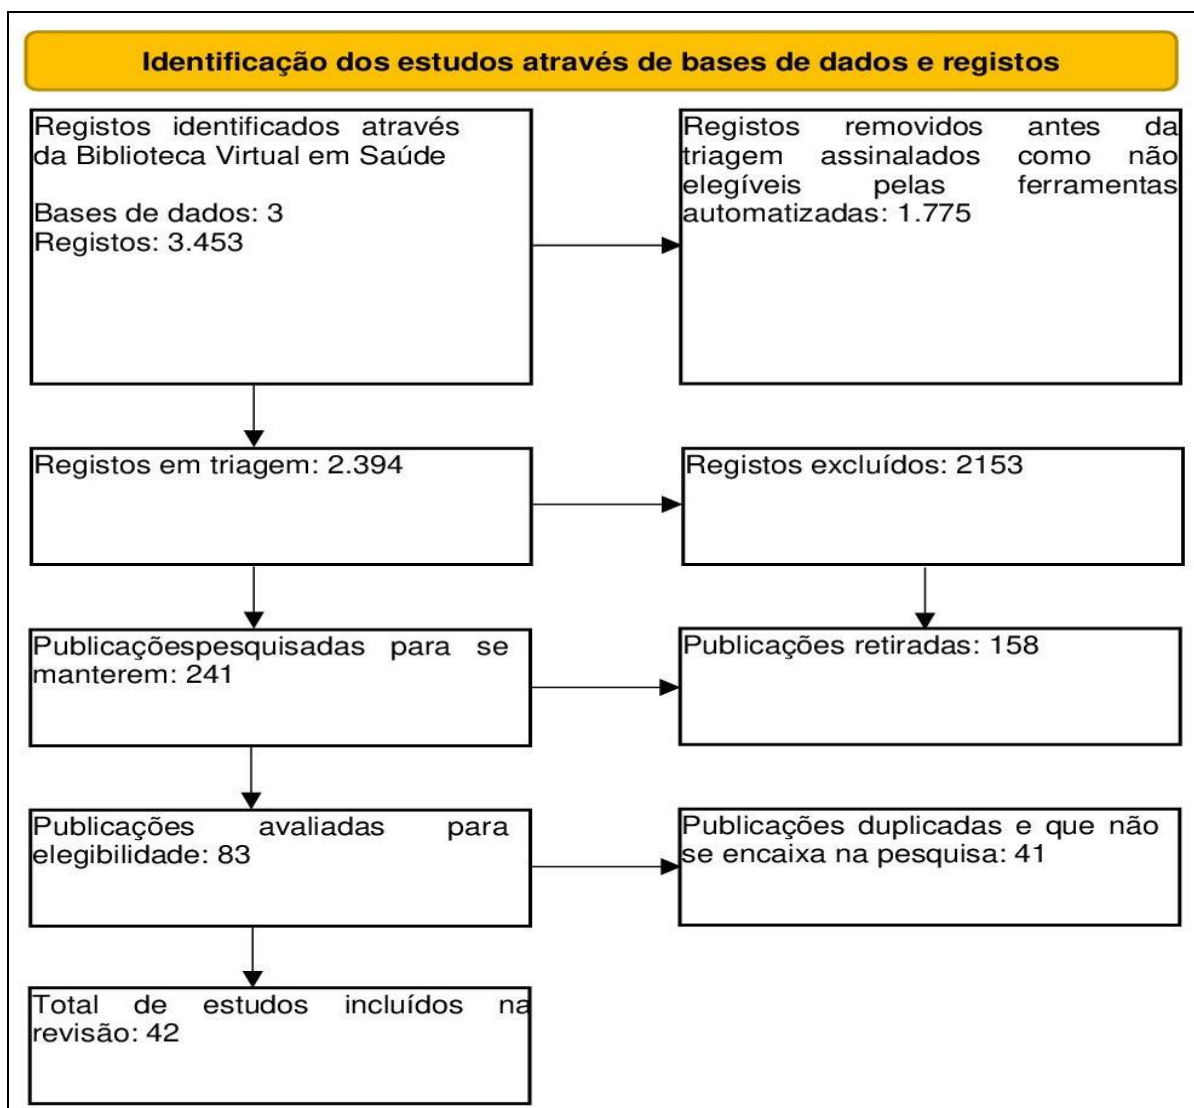 Identificação dos estudos através de bases de dados e registos
Registos identificados através
da Biblioteca Virtual em Saúde
Bases de dados: 3
Registos: 3.453
Registos removidos antes da
triagem assinalados como não
elegíveis pelas ferramentas
automatizadas: 1.775
Registos em triagem: 2.394
Registos excluídos: 2153
Publicaçõespesquisadas para se
manterem: 241
Publicações retiradas: 158
Publicações avaliadas para
elegibilidade: 83
Publicações duplicadas e que não
se encaixa na pesquisa: 41
Total de estudos incluídos na
revisão: 42